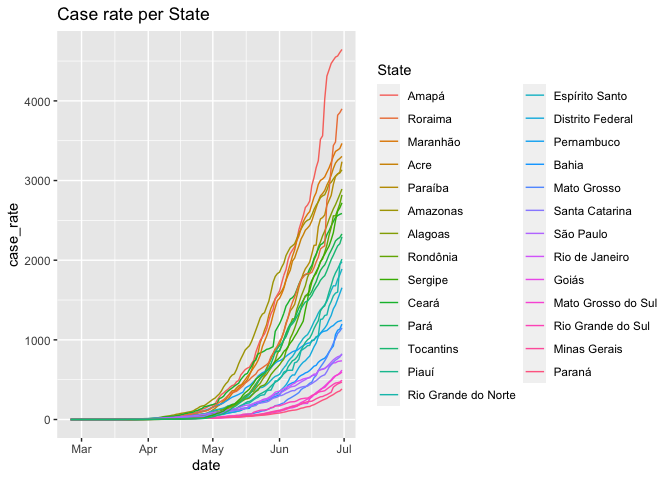 Case rate per State
case_rate
4000
3000
2000
1000
0
Mar
Apr
May
Jun
Jul
date
State
Amapá
Roraima
Maranhão
Acre
Paraíba
Amazonas
Alagoas
Rondônia
Sergipe
Ceará
Pará
Tocantins
Piauí
Rio Grande do Norte
Espírito Santo
Distrito Federal
Pernambuco
Bahia
Mato Grosso
Santa Catarina
São Paulo
Rio de Janeiro
Goiás
Mato Grosso do Sul
Rio Grande do Sul
Minas Gerais
Paraná